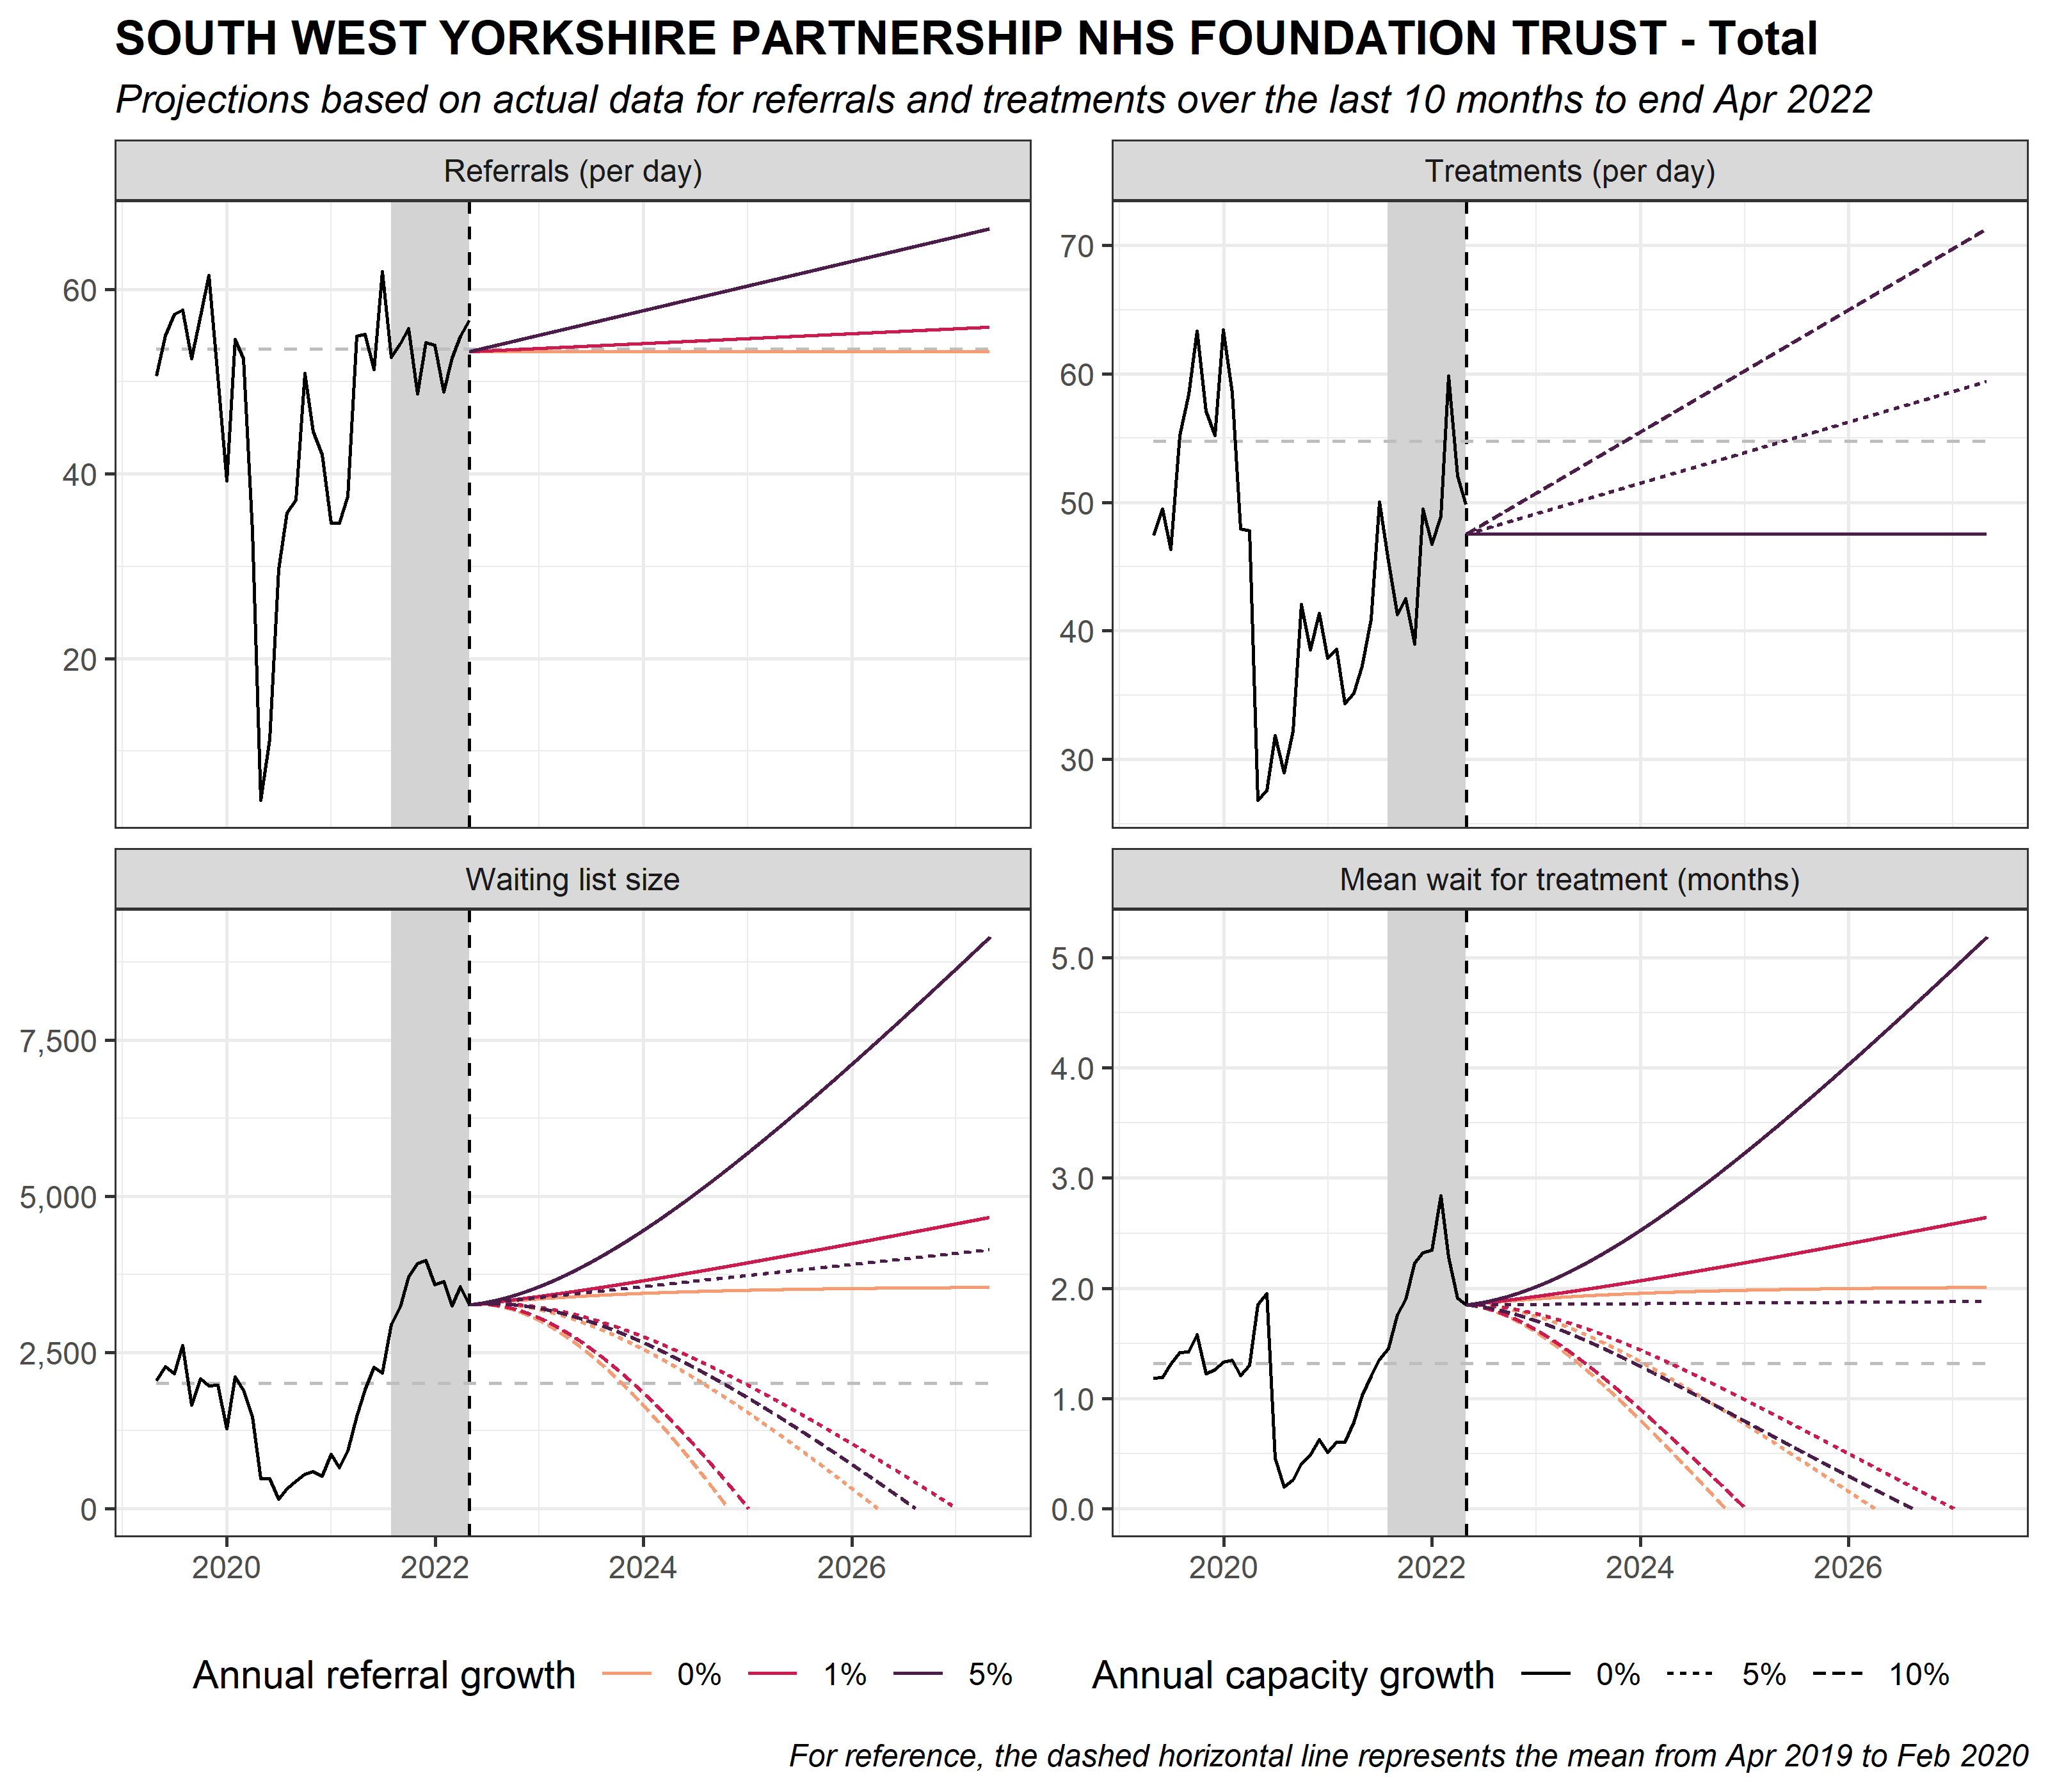 SOUTH WEST YORKSHIRE PARTNERSHIP NHS FOUNDATION TRUST - Total
Projections based on actual data for referrals and treatments over the last 10 months to end Apr 2022
Referrals (per day)
60
40
20
Treatments (per day)
70
60
50
40
30
Waiting list size
7,500
5,000
2,500
0
2020 2022 2024 2026
Mean wait for treatment (months)
5.0
4.0
3.0
2.0
1.0
0.0
2020 2022 2024 2026
Annual referral growth 0% 1% 5%
Annual capacity growth 0% 5% 10%
For reference, the dashed horizontal line represents the mean from Apr 2019 to Feb 2020